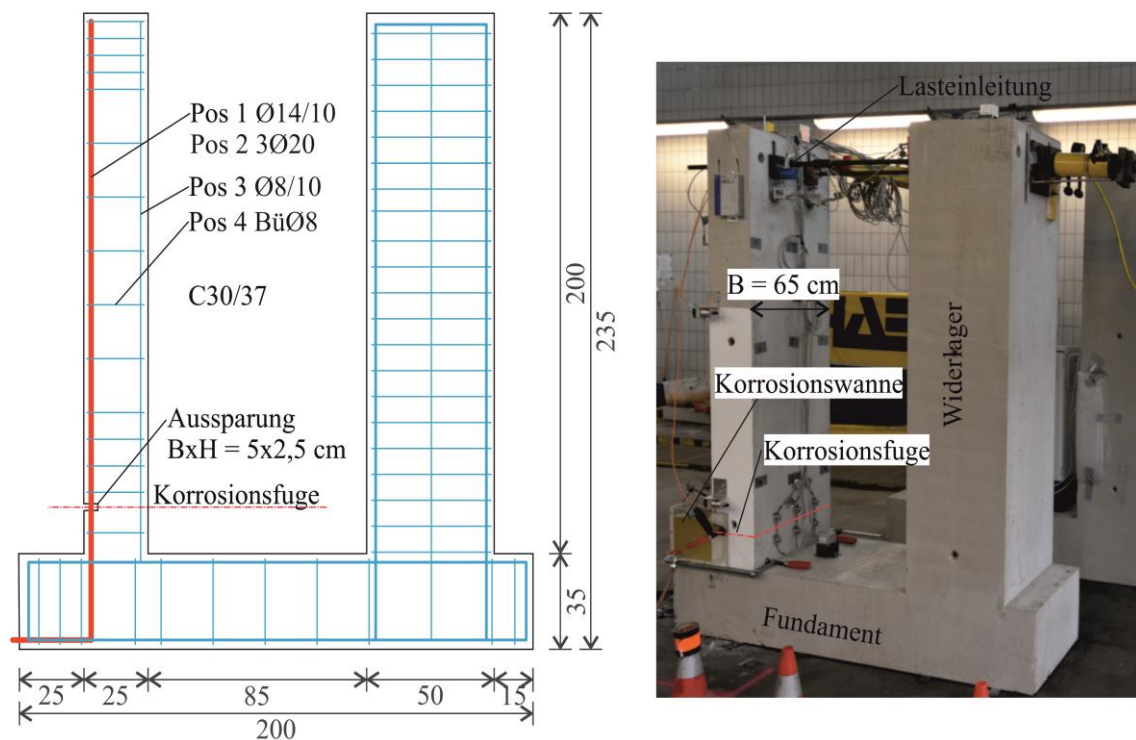 Pos 1 Ø14/10
Pos 2 3Ø20
Pos 3 Ø8/10
Pos 4 BüØ8
C30/37
Aussparung
BxH = 5x2,5 cm
Korrosionsfuge
200
235
35
25
25
85
50
15
200
Lasteinleitung
B = 65 cm
Korrosionswanne
Korrosionsfuge
Widerlager
Fundament